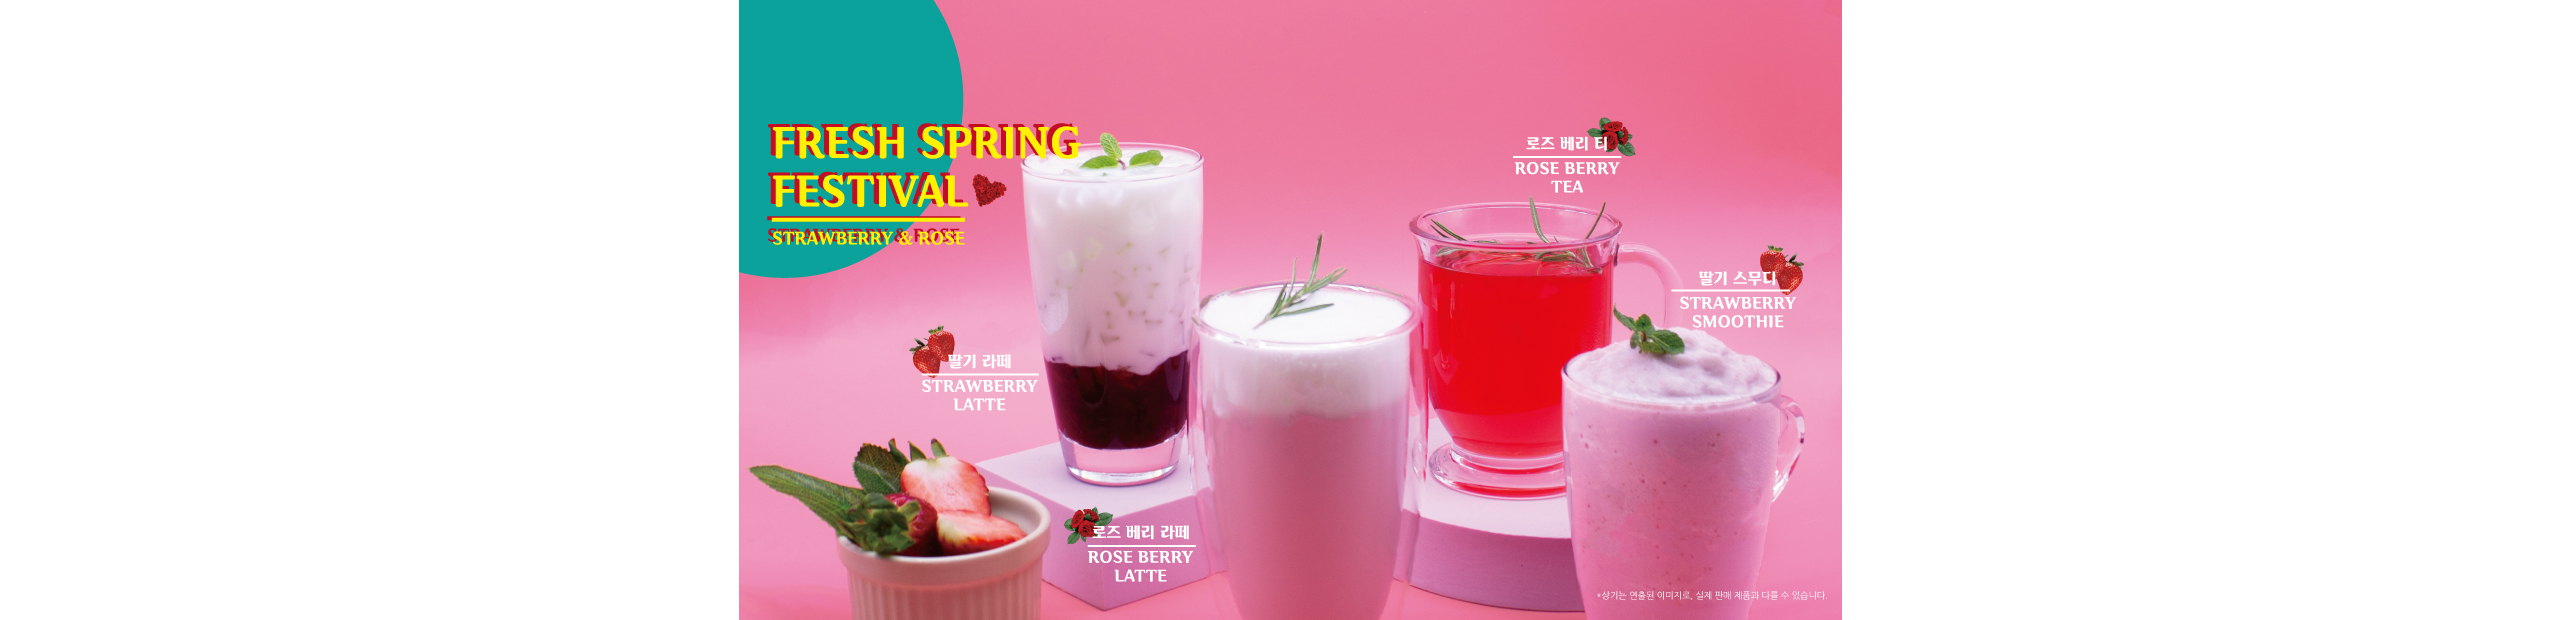 FRESH SPRING
FESTIVAL
STRAWBERRY & ROSE
로즈 베리 티
ROSE BERRY
TEA
딸기 스무디
STRAWBERRY
SMOOTHIE
딸기 라떼
STRAWBERRY
LATTE
로즈 베리 라떼
ROSE BERRY
LATTE
*상기는 연출된 이미지로, 실제 판매 제품과 다를 수 있습니다.